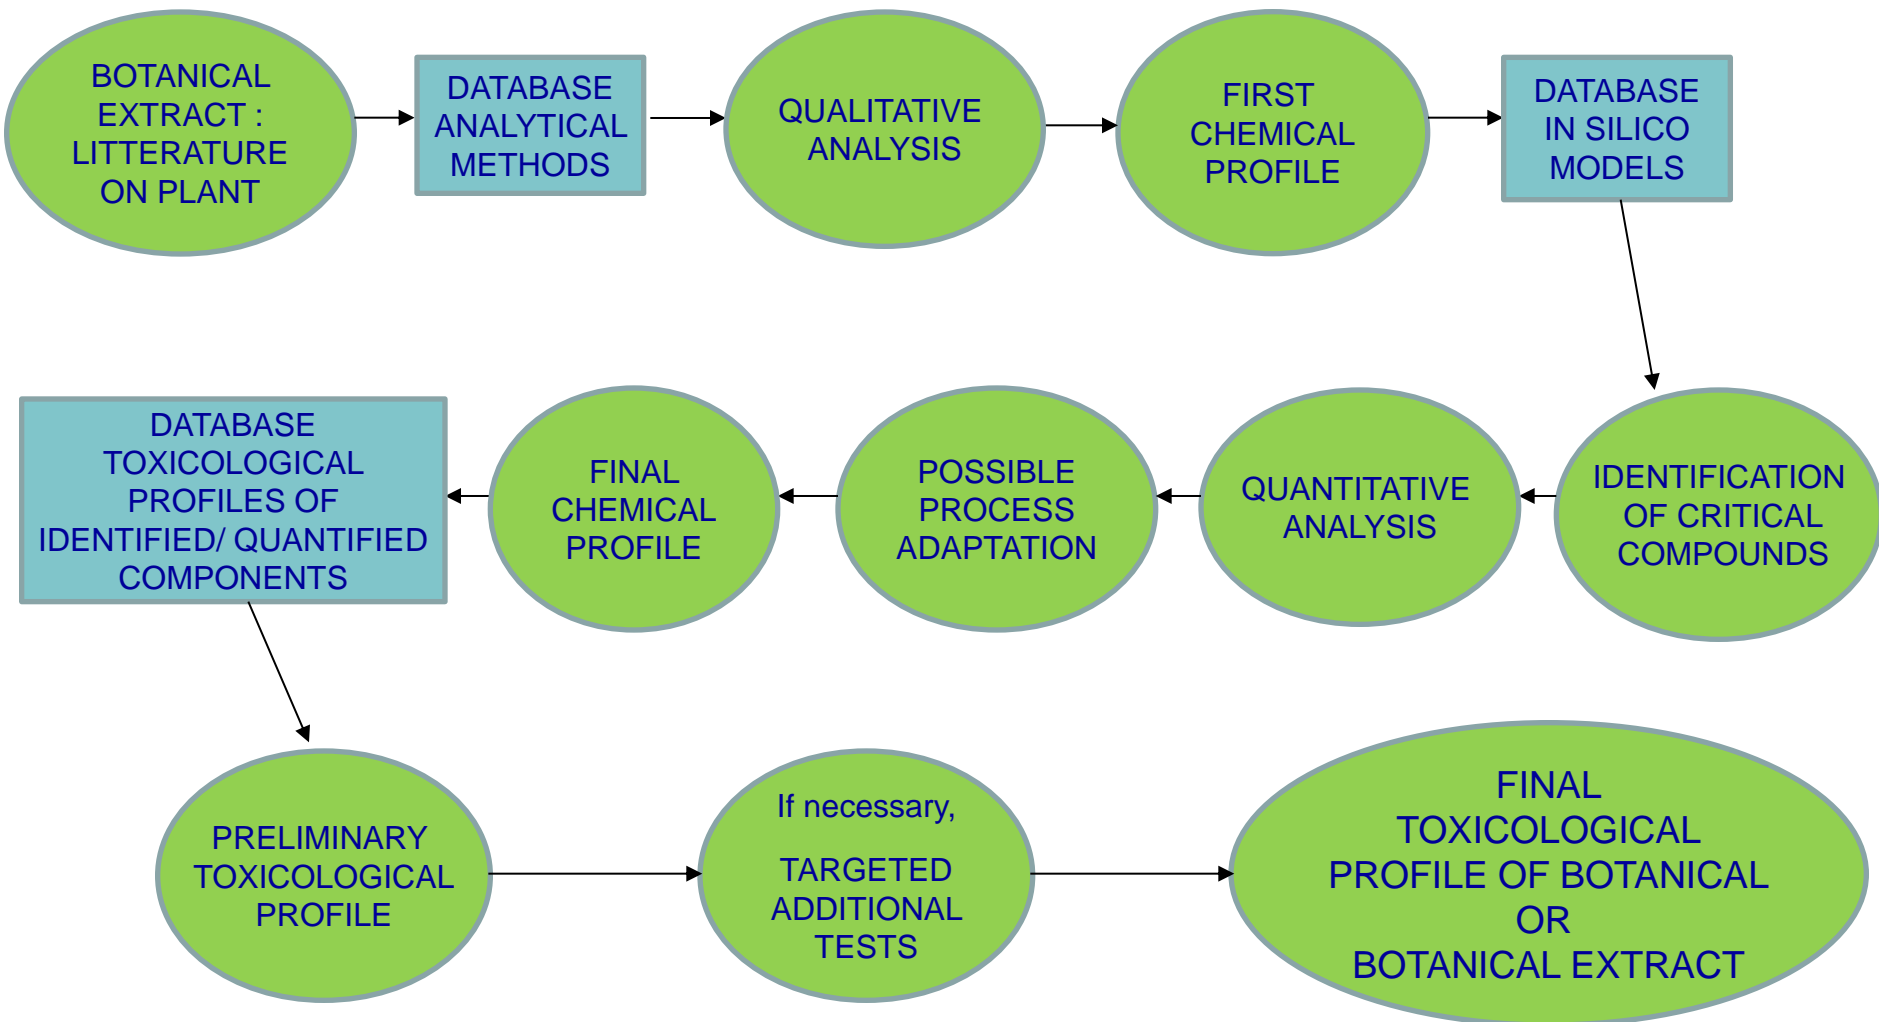 BOTANICAL
EXTRACT :
LITTERATURE
ON PLANT
DATABASE
ANALYTICAL
METHODS
QUALITATIVE
ANALYSIS
FIRST
CHEMICAL
PROFILE
DATABASE
IN SILICO
MODELS
DATABASE
TOXICOLOGICAL
PROFILES OF
IDENTIFIED/ QUANTIFIED
COMPONENTS
FINAL
CHEMICAL
PROFILE
POSSIBLE
PROCESS
ADAPTATION
QUANTITATIVE
ANALYSIS
IDENTIFICATION
OF CRITICAL
COMPOUNDS
PRELIMINARY
TOXICOLOGICAL
PROFILE
If necessary,
TARGETED
ADDITIONAL
TESTS
FINAL
TOXICOLOGICAL
PROFILE OF BOTANICAL
OR
BOTANICAL EXTRACT